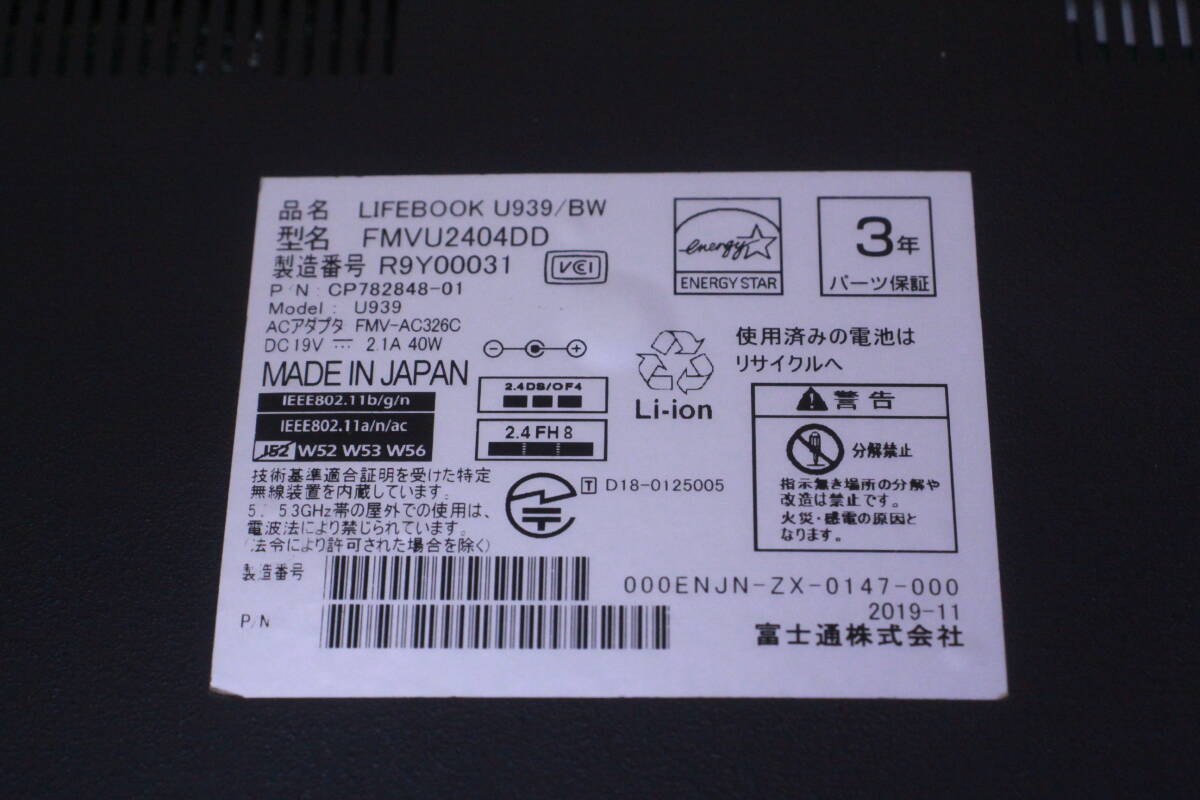 品名 LIFEBOOK U939/BW
型名 FMVU2404DD
製造番号 R9Y00031
VCCI
P/N : CP782848-01
Model : U939
ACアダプタ FMV-AC326C
DC19V 2.1A 40W
MADE IN JAPAN
IEEE802.11b/g/n
IEEE802.11a/n/ac
J52 W52 W53 W56
2.4DS/OF4
2.4FH8
技術基準適合証明を受けた特定
無線装置を内蔵しています。
5. 53GHz帯の屋外での使用は、
電波法により禁じられています。
(法令により許可された場合を除く)
T D18-0125005
energy
ENERGY STAR
3年
パーツ保証
Li-ion
使用済みの電池は
リサイクルへ
警告
分解禁止
指示無き場所の分解や
改造は禁止です。
火災・感電の原因と
なります。
製造番号
P/N
000ENJN-ZX-0147-000
2019-11
富士通株式会社